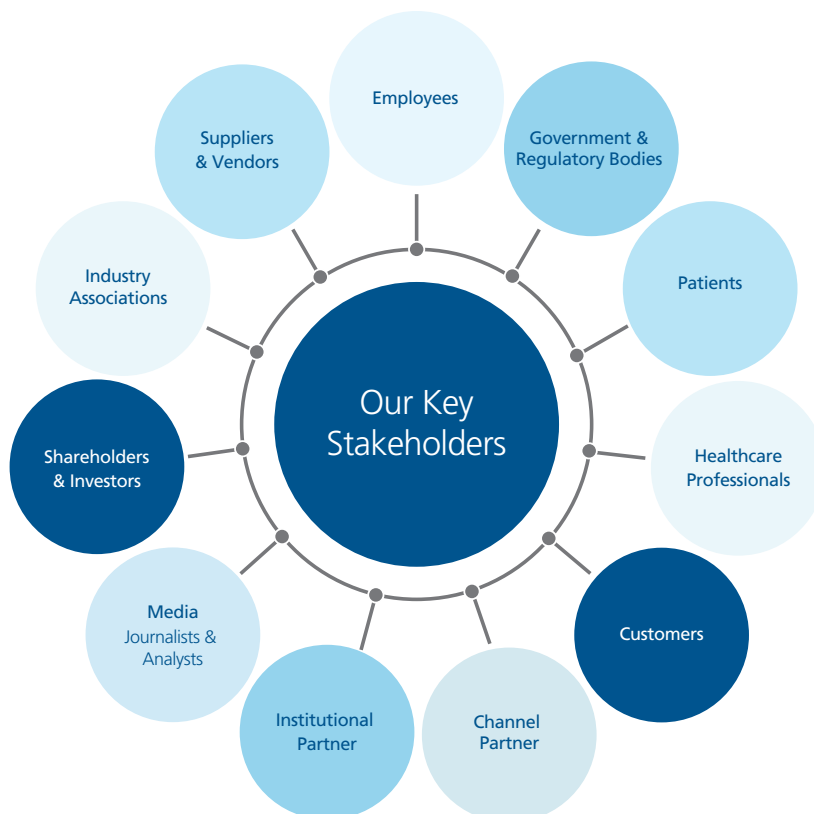 Our Key
Stakeholders
Employees
Government &
Regulatory Bodies
Patients
Healthcare
Professionals
Customers
Channel
Partner
Institutional
Partner
Media
Journalists &
Analysts
Shareholders
& Investors
Industry
Associations
Suppliers
& Vendors